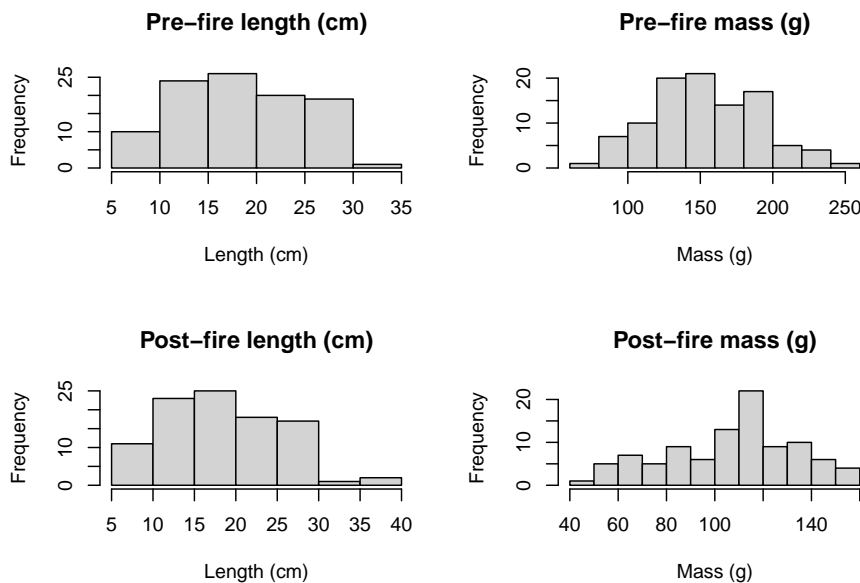 Pre−fire length (cm)
Frequency
25
10
0
5 10 15 20 25 30 35
Length (cm)
Pre−fire mass (g)
Frequency
20
10
0
100 150 200 250
Mass (g)
Post−fire length (cm)
Frequency
25
10
0
5 10 15 20 25 30 35 40
Length (cm)
Post−fire mass (g)
Frequency
20
10
0
40 60 80 100 140
Mass (g)